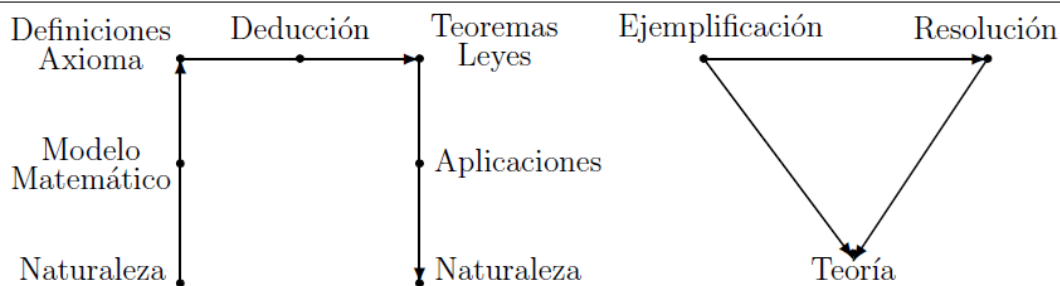 Definiciones
Axioma
Deducción
Teoremas
Leyes
Modelo
Matemático
Aplicaciones
Naturaleza
Naturaleza
Ejemplificación
Resolución
Teoría